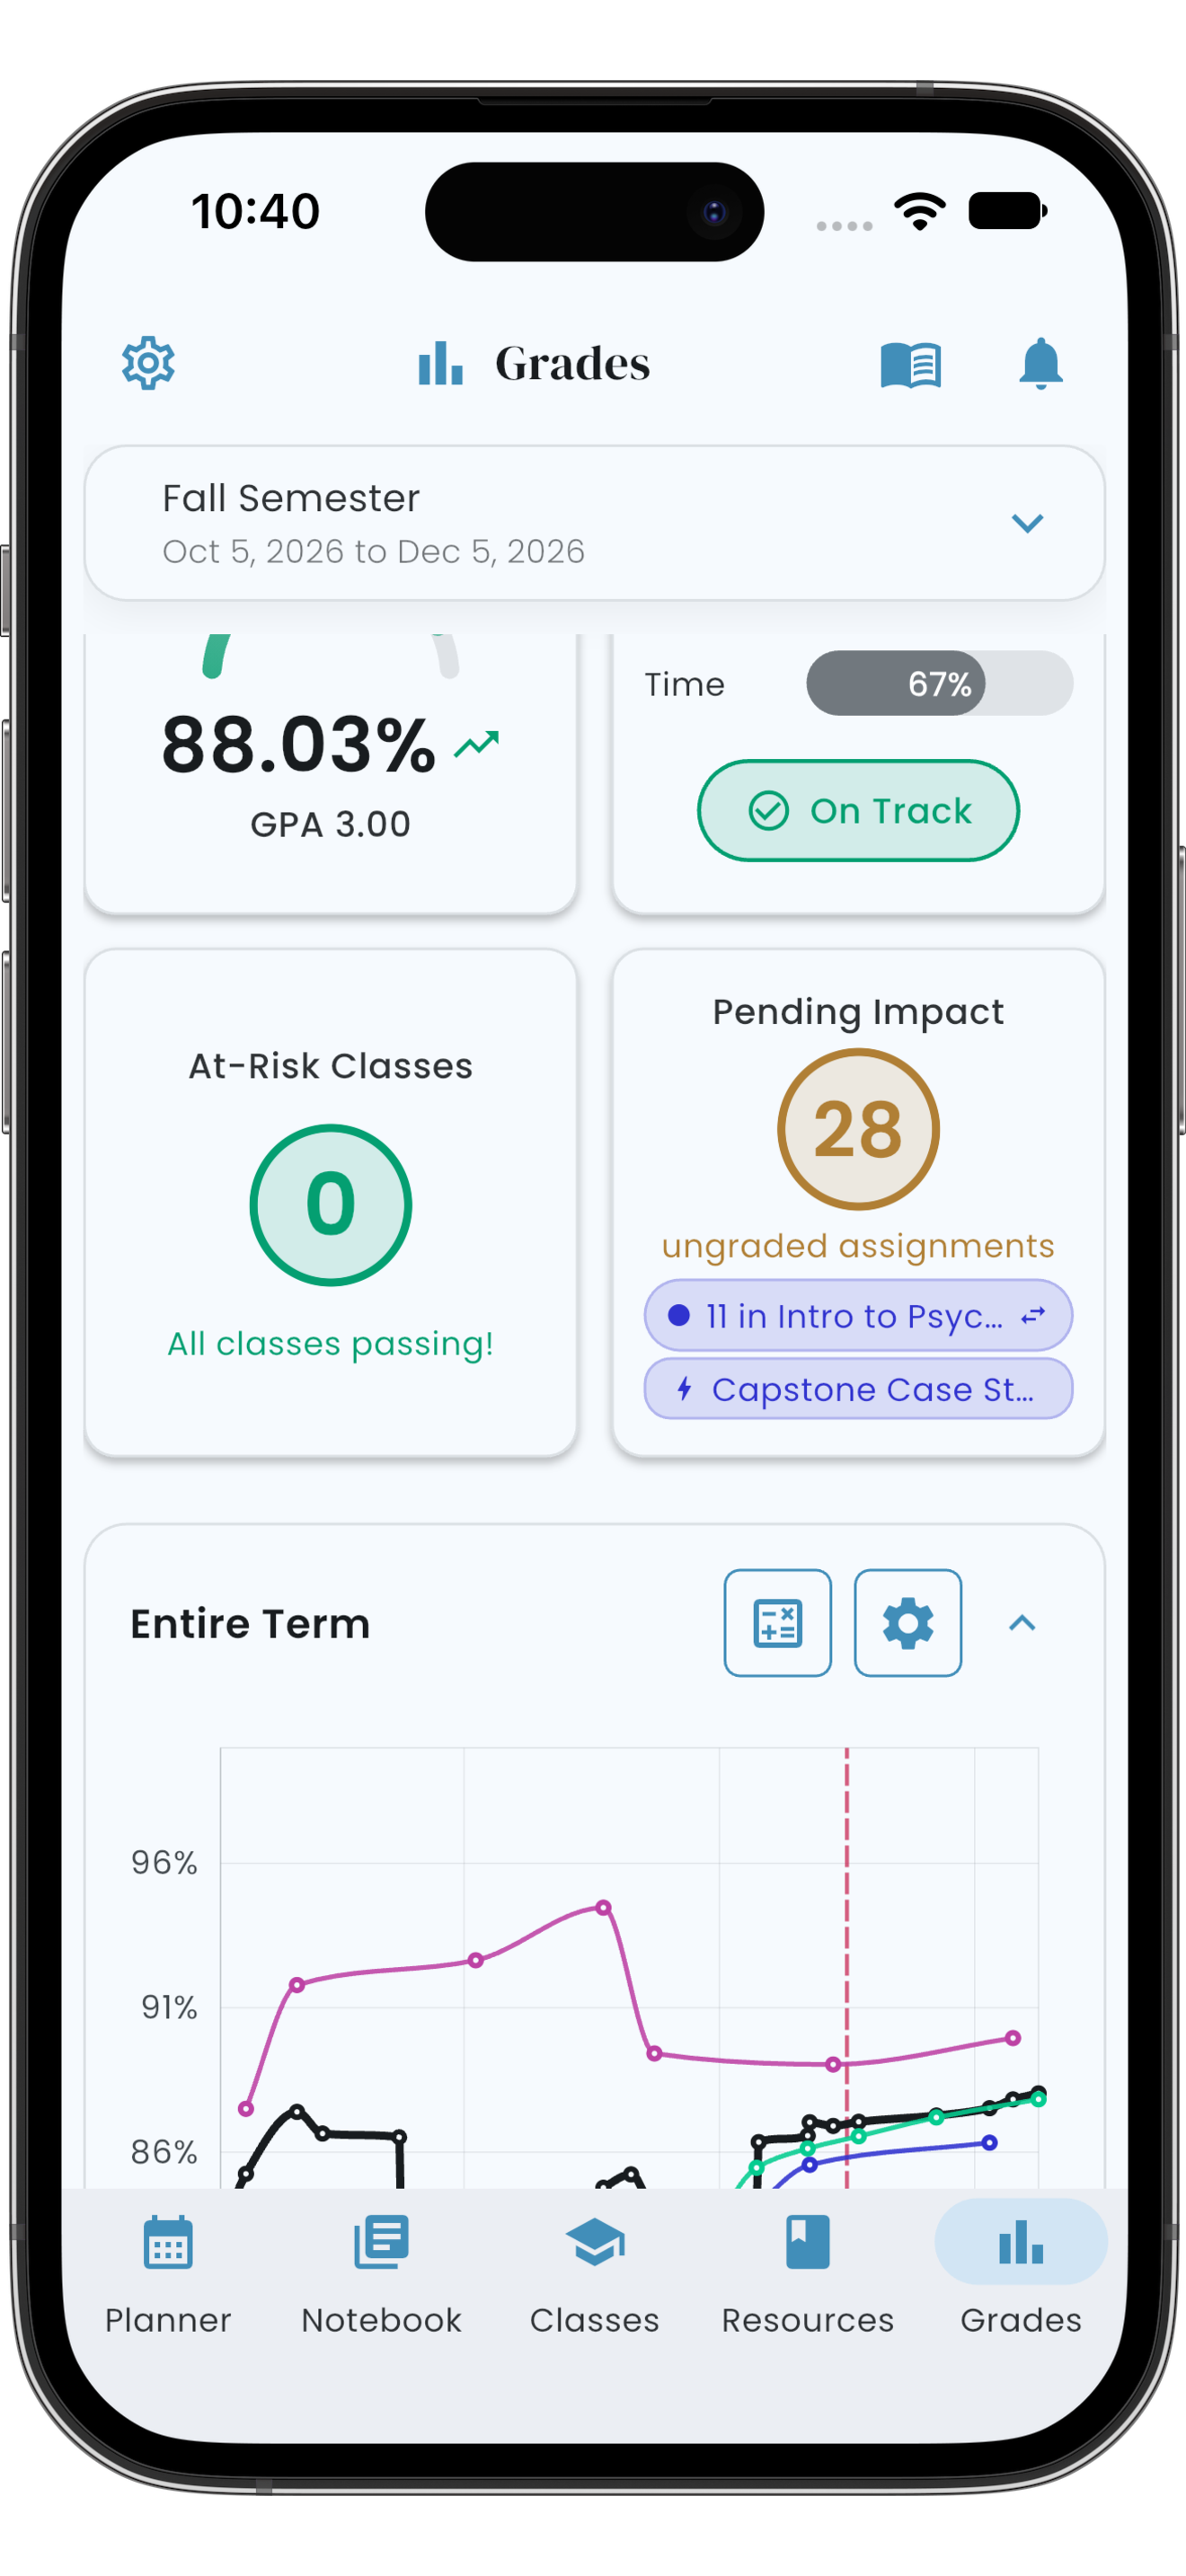 10:40
Grades
Fall Semester
Oct 5, 2026 to Dec 5, 2026
88.03%
GPA 3.00
Time
67%
On Track
At-Risk Classes
0
All classes passing!
Pending Impact
28
ungraded assignments
11 in Intro to Psyc...
Capstone Case St...
Entire Term
96%
91%
86%
Planner
Notebook
Classes
Resources
Grades